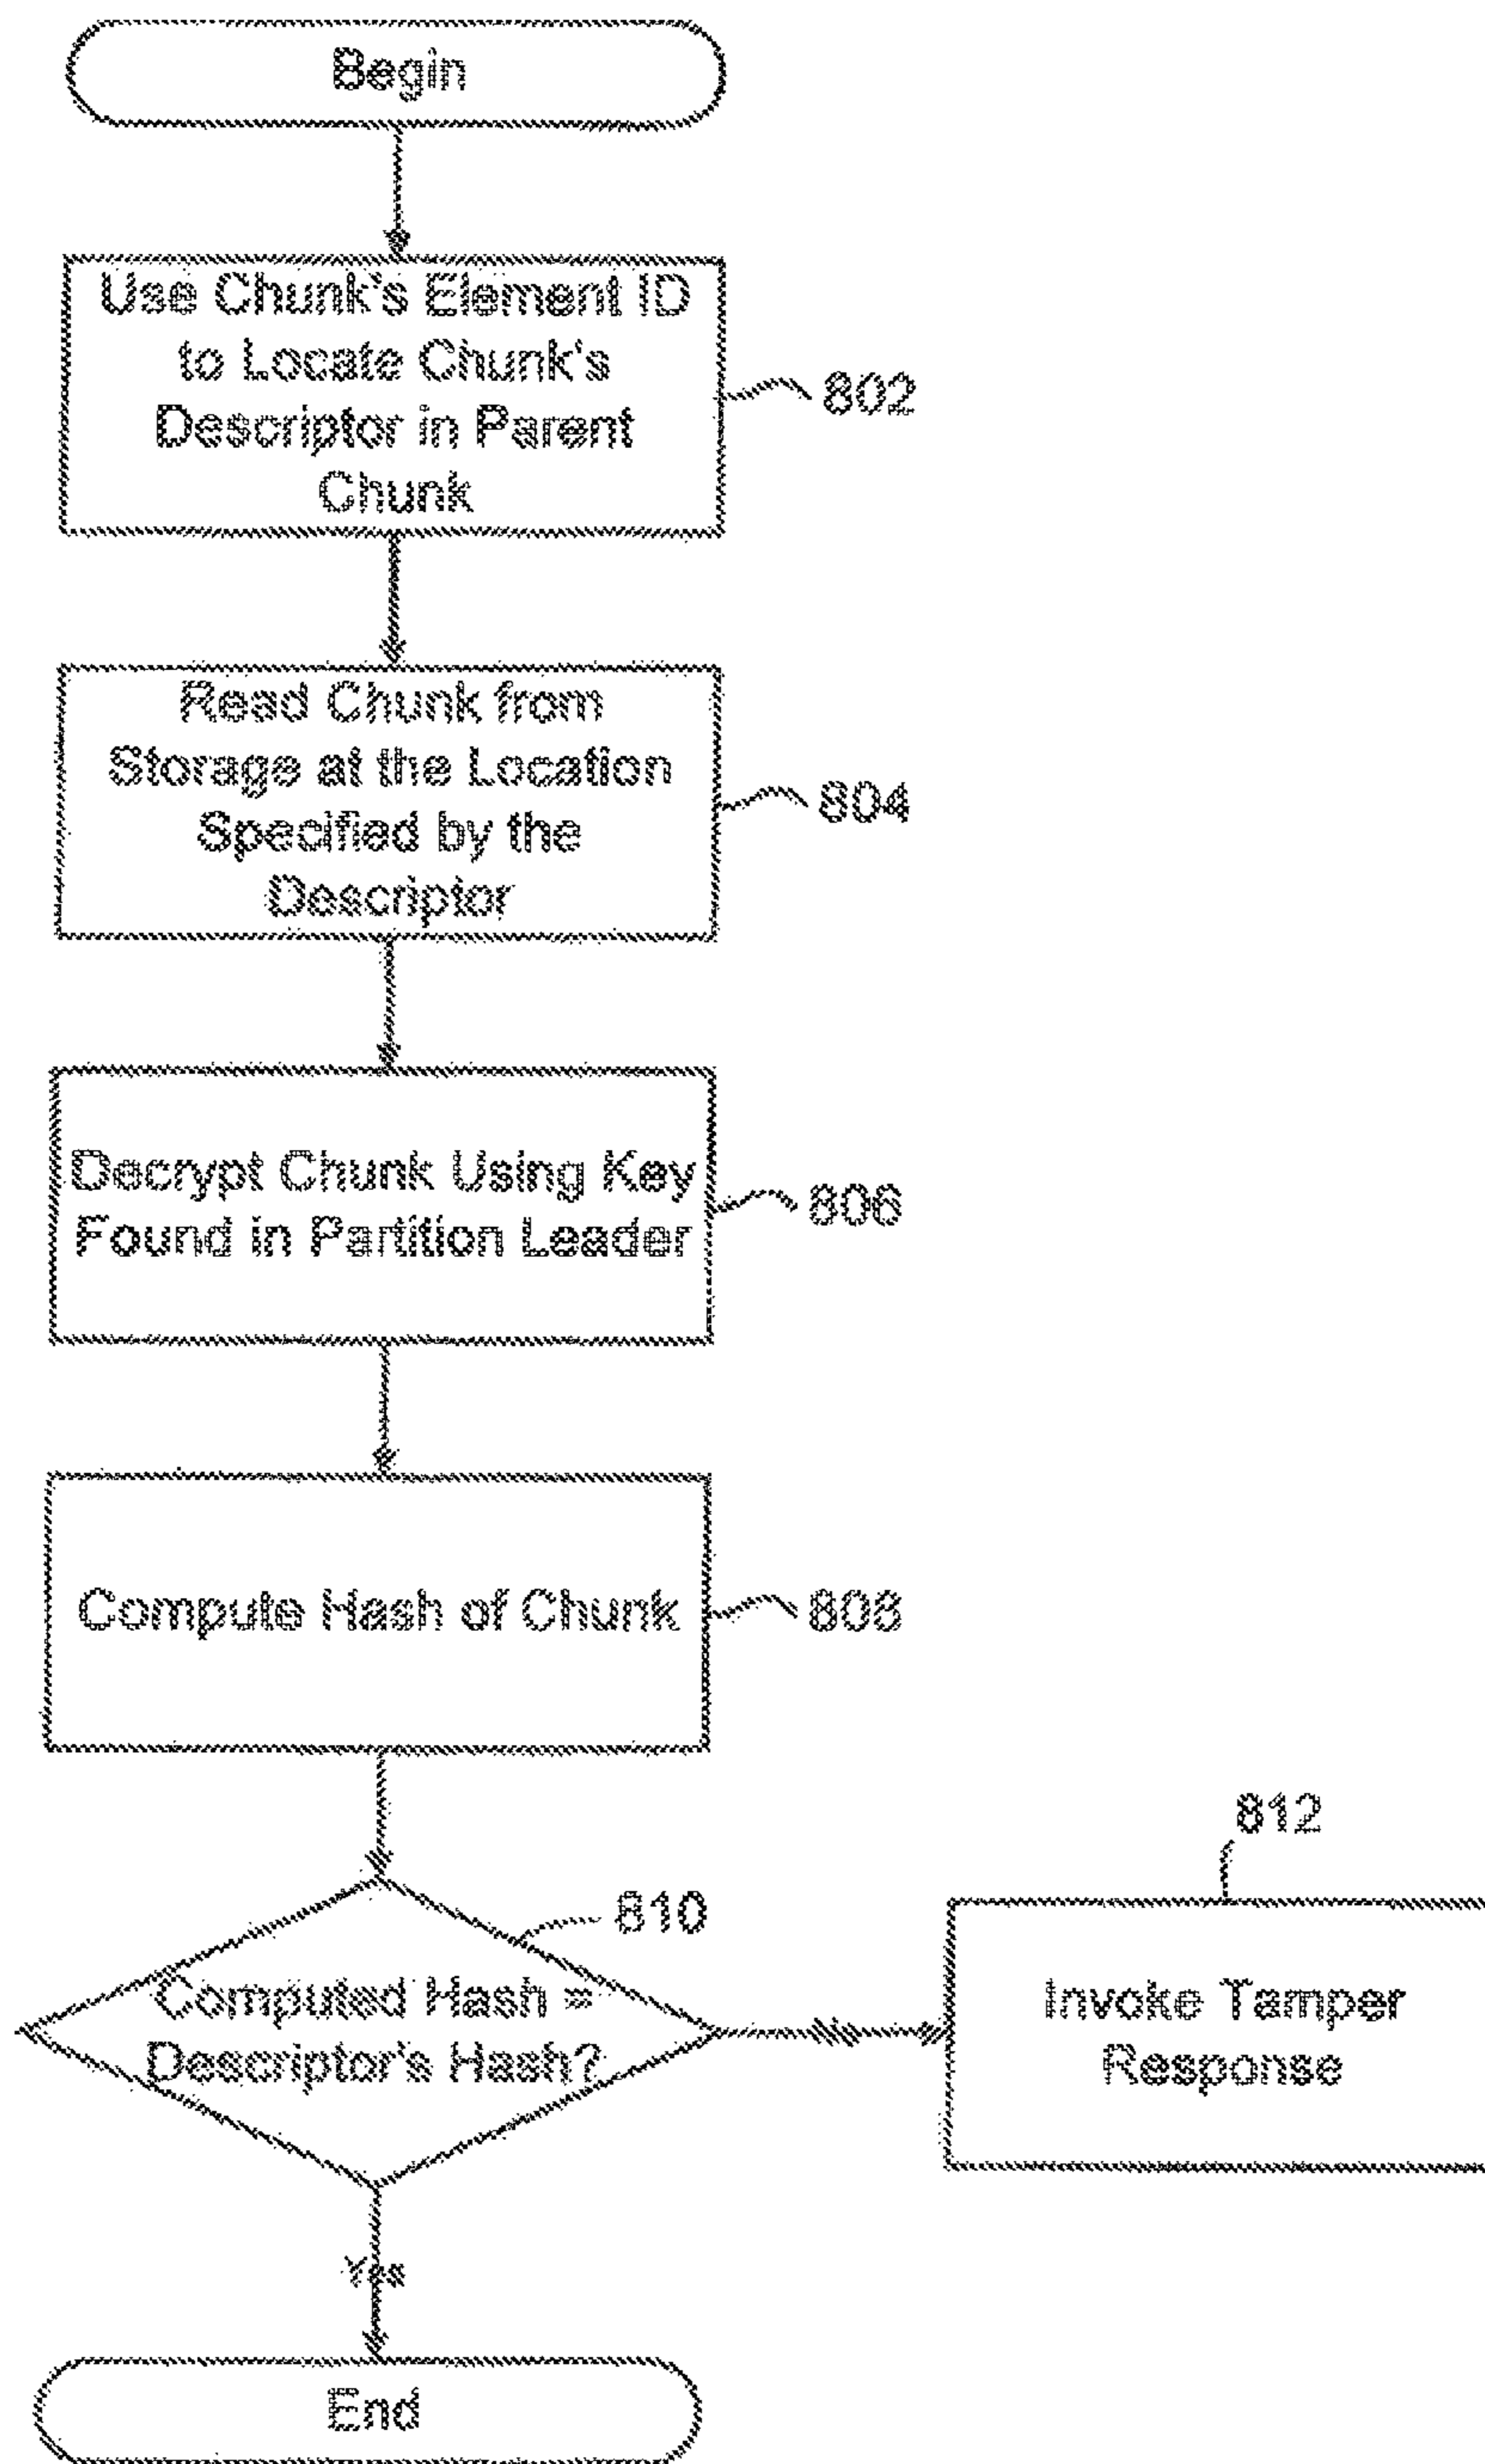 Begin
Use Chunk's Element ID
to Locate Chunk's
Descriptor in Parent
Chunk
802
Read Chunk from
Storage at the Location
Specified by the
Descriptor
804
Decrypt Chunk Using Key
Found in Partition Leader
806
Compute Hash of Chunk
808
810
Computed Hash =
Descriptor's Hash?
812
Invoke Tamper
Response
Yes
End